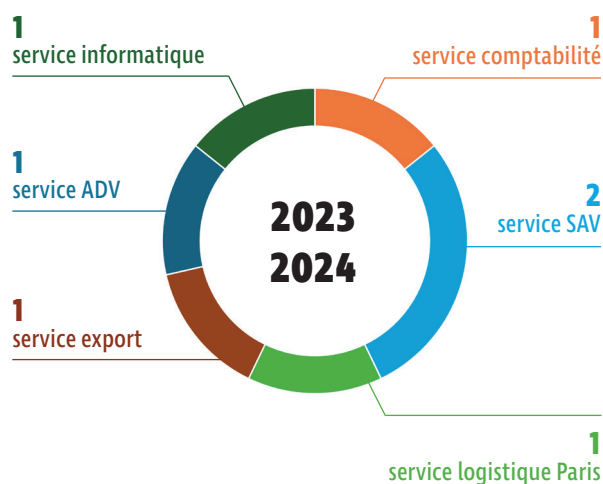 1
service informatique
1
service comptabilité
1
service ADV
2
service SAV
2023
2024
1
service export
1
service logistique Paris